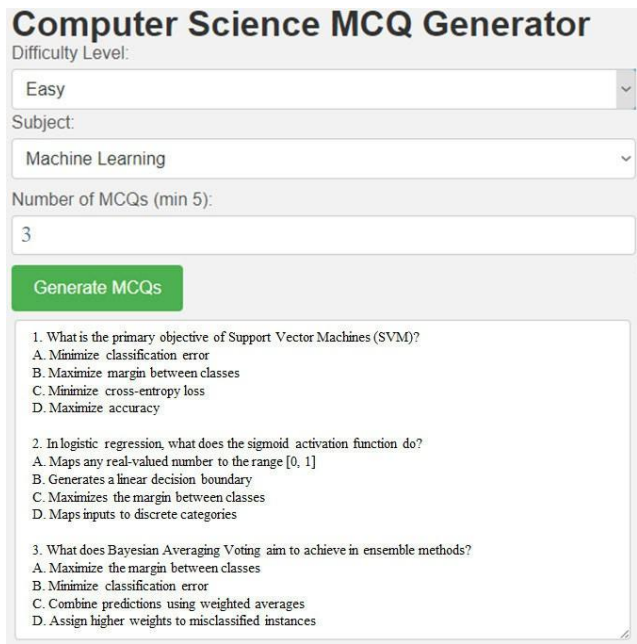 Computer Science MCQ Generator
Difficulty Level:
Easy
Subject:
Machine Learning
Number of MCQs (min 5):
3
Generate MCQs
1. What is the primary objective of Support Vector Machines (SVM)?
A. Minimize classification error
B. Maximize margin between classes
C. Minimize cross-entropy loss
D. Maximize accuracy
2. In logistic regression, what does the sigmoid activation function do?
A. Maps any real-valued number to the range [0, 1]
B. Generates a linear decision boundary
C. Maximizes the margin between classes
D. Maps inputs to discrete categories
3. What does Bayesian Averaging Voting aim to achieve in ensemble methods?
A. Maximize the margin between classes
B. Minimize classification error
C. Combine predictions using weighted averages
D. Assign higher weights to misclassified instances